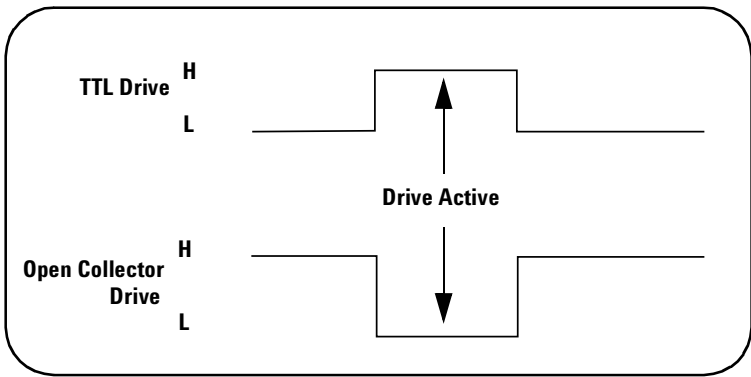 H
TTL Drive
L
Drive Active
H
Open Collector
Drive
L